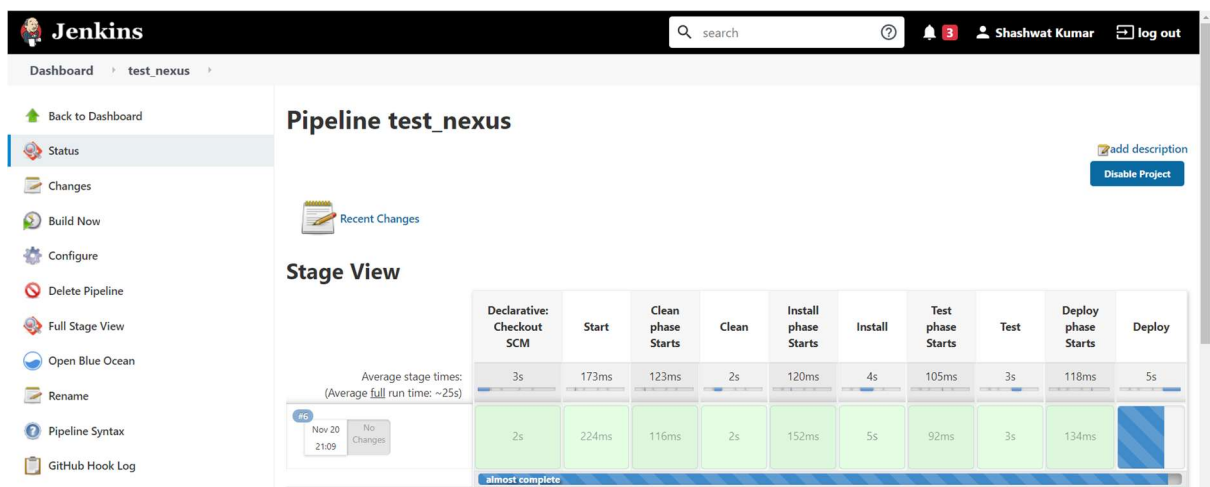 Jenkins
search
3
Shashwat Kumar
log out
Dashboard
test_nexus
Back to Dashboard
Status
Changes
Build Now
Configure
Delete Pipeline
Full Stage View
Open Blue Ocean
Rename
Pipeline Syntax
GitHub Hook Log
Pipeline test_nexus
add description
Disable Project
Recent Changes
Stage View
Declarative:
Checkout
SCM
Start
Clean
phase
Starts
Clean
Install
phase
Starts
Install
Test
phase
Starts
Test
Deploy
phase
Starts
Deploy
Average stage times:
(Average full run time: ~25s)
3s
173ms
123ms
2s
120ms
4s
105ms
3s
118ms
5s
#6
Nov 20
21:09
No
Changes
2s
224ms
116ms
2s
152ms
5s
92ms
3s
134ms
almost complete